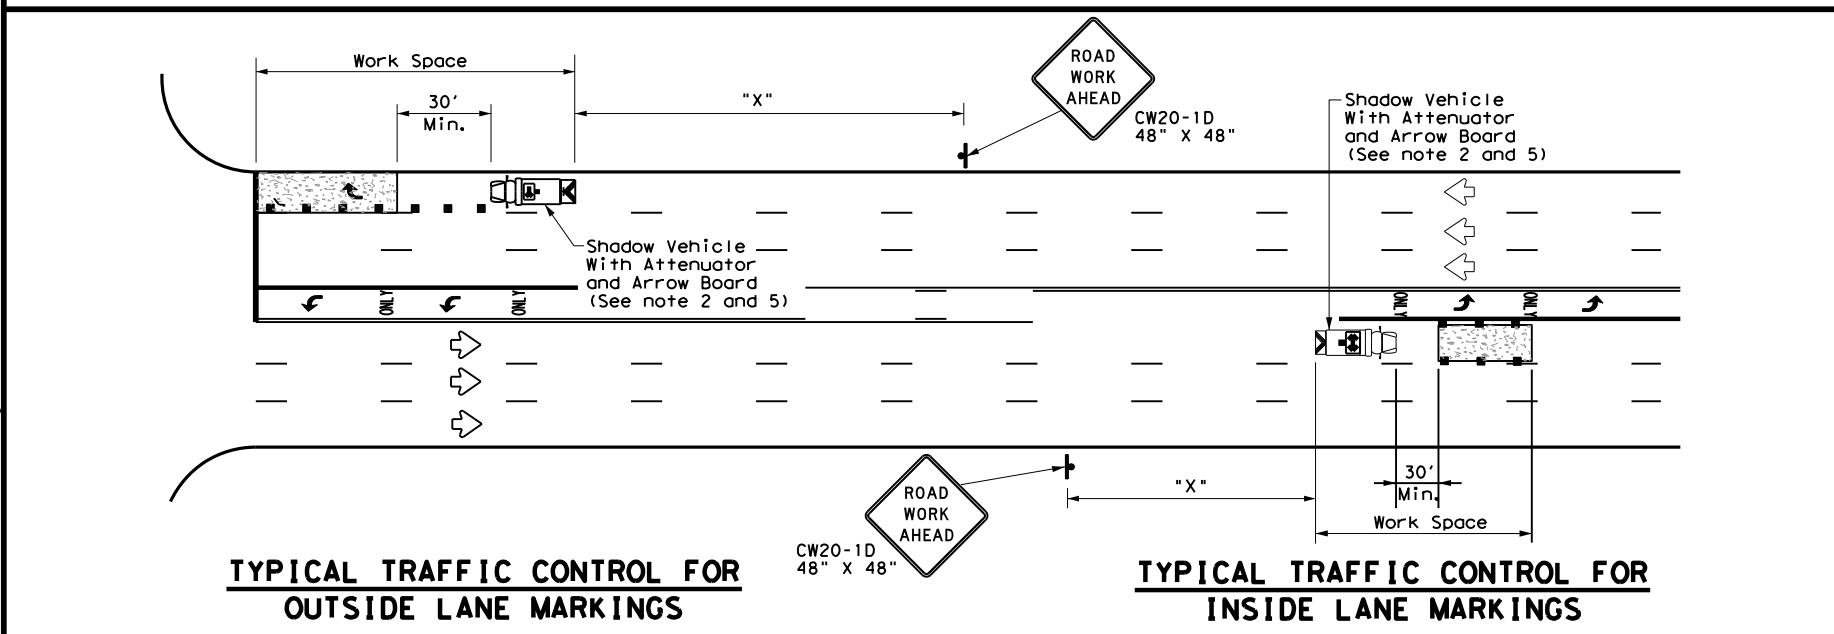 Work Space
30'
Min.
"X"
ROAD
WORK
AHEAD
CW20-1D
48" X 48"
Shadow Vehicle
With Attenuator
and Arrow Board
(See note 2 and 5)
Shadow Vehicle
With Attenuator
and Arrow Board
(See note 2 and 5)
ONLY
ONLY
ONLY
ONLY
ROAD
WORK
AHEAD
CW20-1D
48" X 48"
"X"
30'
Min.
Work Space
TYPICAL TRAFFIC CONTROL FOR
OUTSIDE LANE MARKINGS
TYPICAL TRAFFIC CONTROL FOR
INSIDE LANE MARKINGS